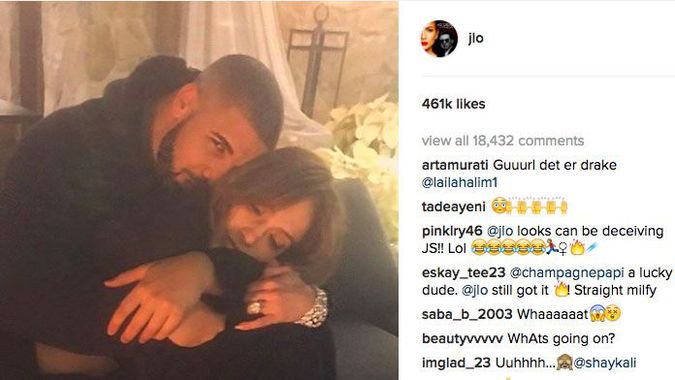 jlo
461k likes
view all 18,432 comments
artamurati Guuurl det er drake
@lailahalim1
tadeayeni 😳🙌🙌🙌🙌
pinklry46 @jlo looks can be deceiving
JS!! Lol 😂😂😂😂😂🏃‍♀️🔥☄️
eskay_tee23 @champagnepapi a lucky
dude. @jlo still got it 🔥! Straight milfy
saba_b_2003 Whaaaaaat😱😲
beautyvvvvv WhAts going on?
imglad_23 Uuhhhh...🙈@shaykali